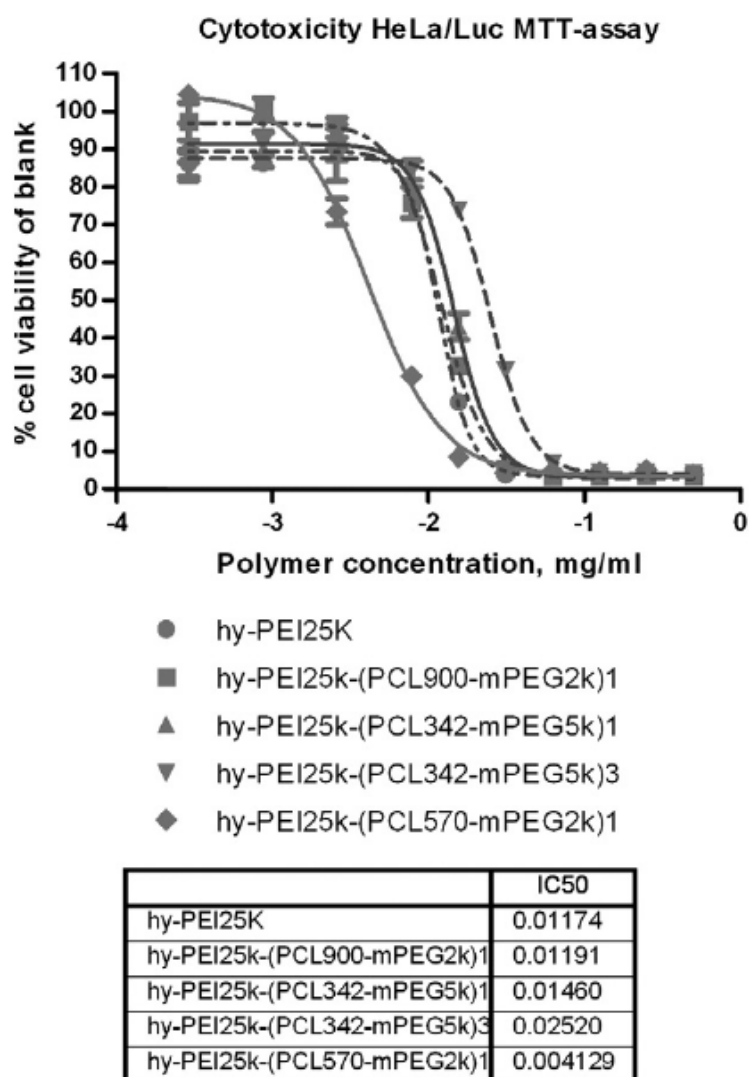 Cytotoxicity HeLa/Luc MTT-assay
% cell viability of blank
110
100
90
80
70
60
50
40
30
20
10
0
-4 -3 -2 -1 0
Polymer concentration, mg/ml
hy-PEI25K
hy-PEI25k-(PCL900-mPEG2k)1
hy-PEI25k-(PCL342-mPEG5k)1
hy-PEI25k-(PCL342-mPEG5k)3
hy-PEI25k-(PCL570-mPEG2k)1
IC50
hy-PEI25K 0.01174
hy-PEI25k-(PCL900-mPEG2k)1 0.01191
hy-PEI25k-(PCL342-mPEG5k)1 0.01460
hy-PEI25k-(PCL342-mPEG5k)3 0.02520
hy-PEI25k-(PCL570-mPEG2k)1 0.004129